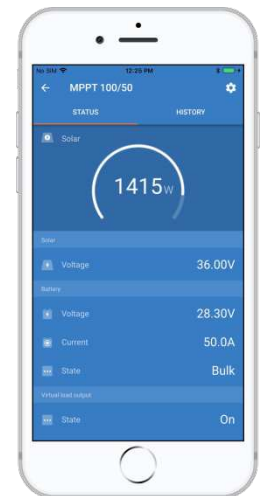 No SIM 12:25 PM
MPPT 100/50
STATUS HISTORY
Solar
1415W
Solar
Voltage 36.00V
Battery
Voltage 28.30V
Current 50.0A
State Bulk
Virtual load output
State On